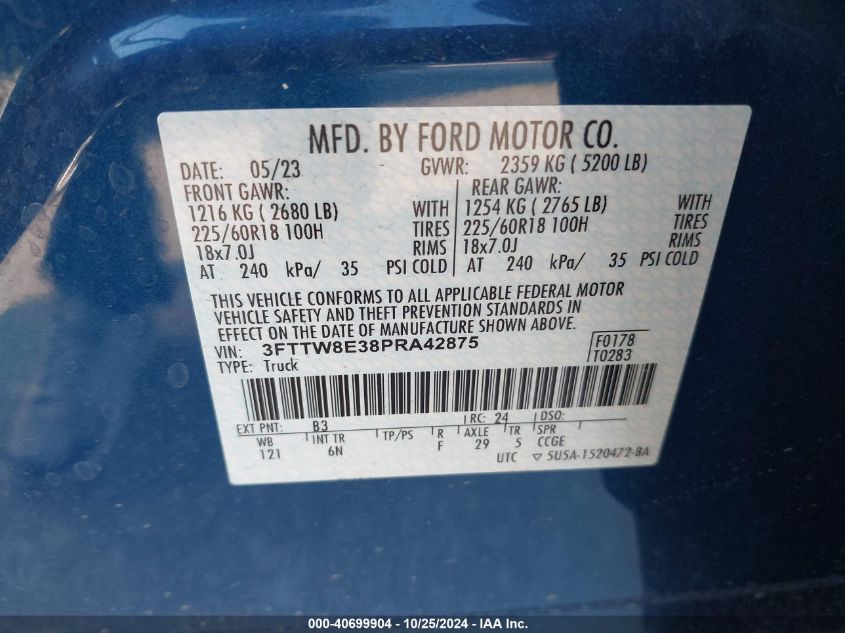 MFD. BY FORD MOTOR CO.
DATE: 05/23 GVWR: 2359 KG ( 5200 LB)
FRONT GAWR: REAR GAWR:
1216 KG ( 2680 LB) WITH 1254 KG ( 2765 LB) WITH
225/60R18 100H TIRES 225/60R18 100H TIRES
18x7.0J RIMS 18x7.0J RIMS
AT 240 kPa/ 35 PSI COLD AT 240 kPa/ 35 PSI COLD
THIS VEHICLE CONFORMS TO ALL APPLICABLE FEDERAL MOTOR
VEHICLE SAFETY AND THEFT PREVENTION STANDARDS IN
EFFECT ON THE DATE OF MANUFACTURE SHOWN ABOVE.
VIN: 3FTTW8E38PRA42875 F0178
TYPE: Truck T0283
EXT PNT: B3 RC: 24 DSO:
WB INT TR TP/PS R AXLE TR SPR
121 6N F 29 5 CCGE
UTC ▽ 5U5A-1520472-BA
000-40699904 - 10/25/2024 - IAA Inc.